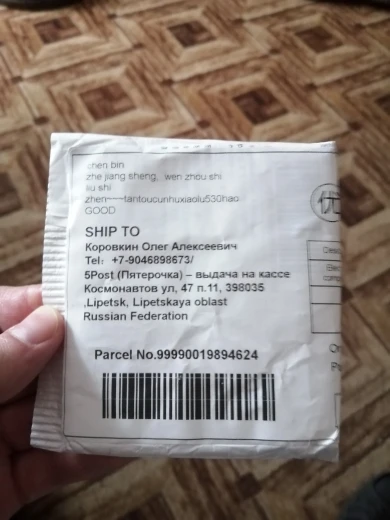 chen bin
zhe jiang sheng, wen zhou shi
liu shi
zhen~~~tantoucunhuxiaolu530hao
GOOD
SHIP TO
Коровкин Олег Алексеевич
Tel: +7-9046898673/
5Post (Пятерочка) – выдача на кассе
Космонавтов ул, 47 п.11, 398035
,Lipetsk, Lipetskaya oblast
Russian Federation
Parcel No.99990019894624
优